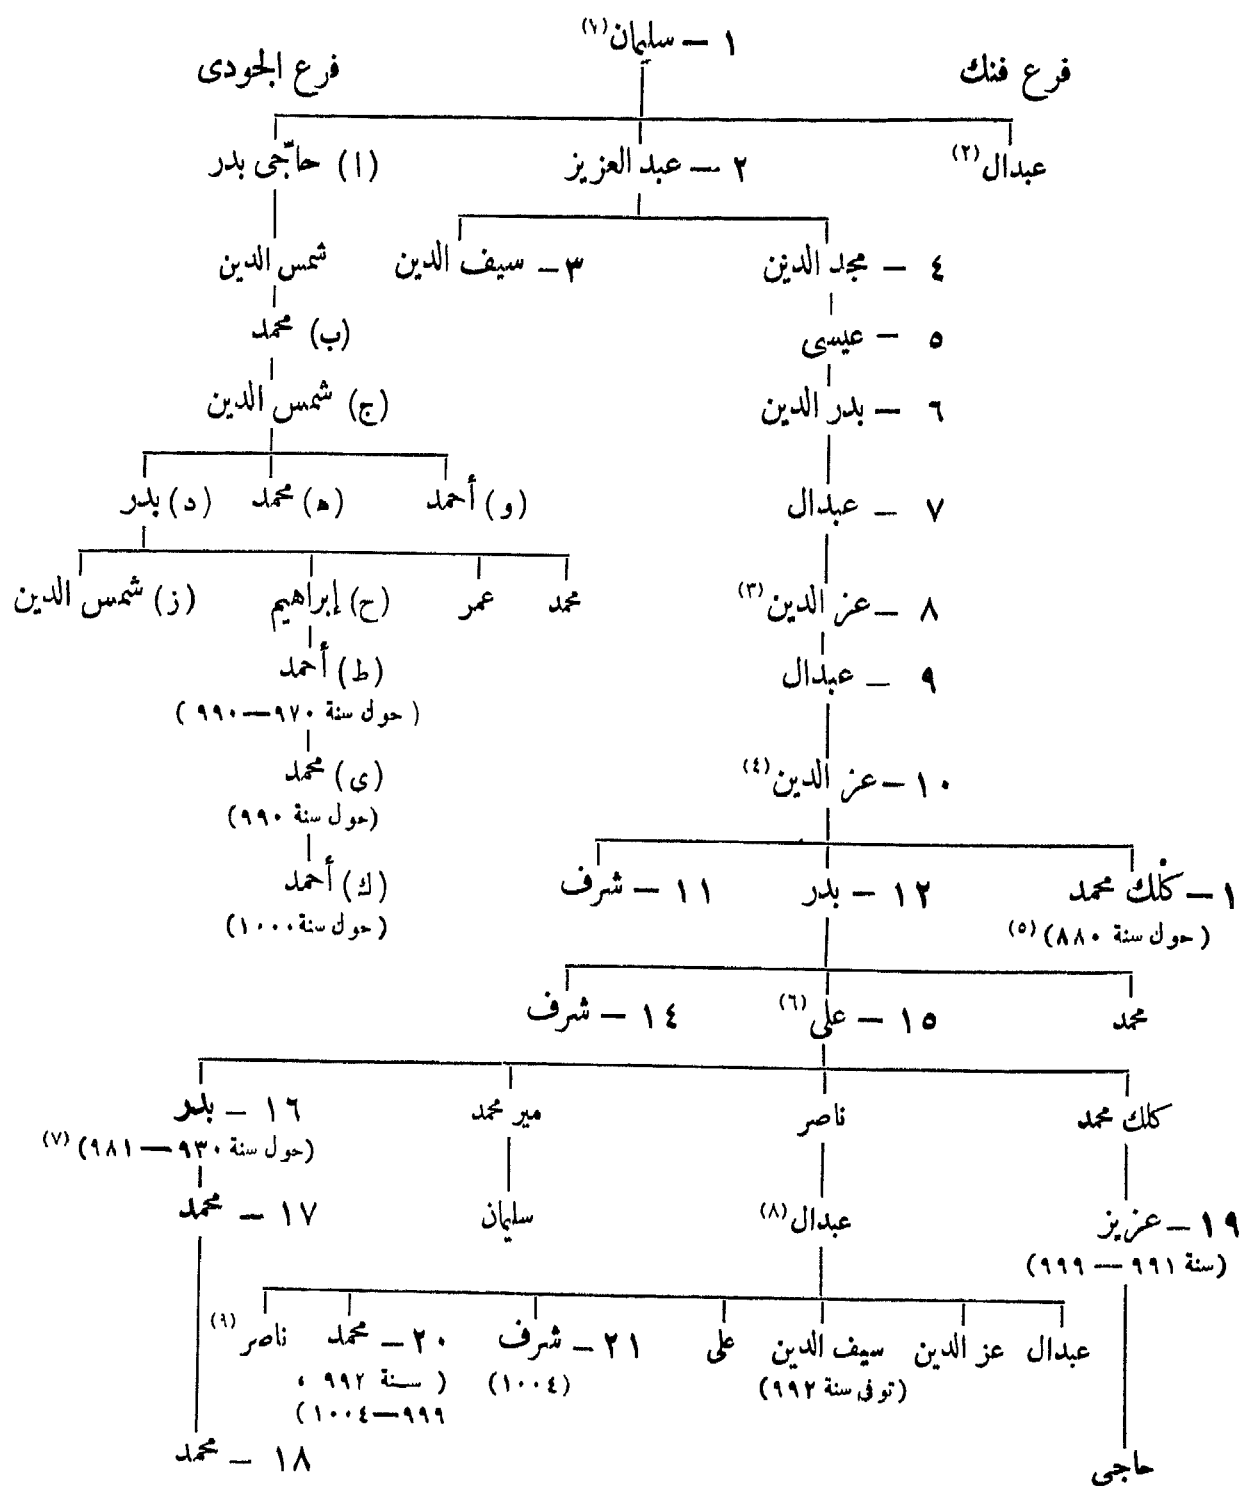 ١ – سليمان (١)
فرع فنك
فرع الجودى
عبدال (٢)
٢ – عبد العزيز
(ا) حاجّى بدر
٤ – مجد الدين
٣ – سيف الدين
شمس الدين
٥ – عيسى
(ب) محمد
٦ – بدر الدين
(ج) شمس الدين
٧ – عبدال
(و) أحمد
(ه) محمد
(د) بدر
٨ – عز الدين (٣)
محمد
عمر
(ح) إبراهيم
(ز) شمس الدين
٩ – عبدال
(ط) أحمد
(حول سنة ٩٧٠–٩٩٠)
١٠ – عز الدين (٤)
(ى) محمد
(حول سنة ٩٩٠)
١ – كلك محمد
(حول سنة ٨٨٠) (٥)
١٢ – بدر
١١ – شرف
(ك) أحمد
(حول سنة ١٠٠٠)
محمد
١٥ – على (٦)
١٤ – شرف
كلك محمد
ناصر
مير محمد
١٦ – بدر
(حول سنة ٩٣٠ – ٩٨١) (٧)
١٩ – عزيز
(سنة ٩٩١ – ٩٩٩)
عبدال (٨)
سليمان
١٧ – محمد
عبدال
عز الدين
سيف الدين
(توفى سنة ٩٩٢)
على
٢١ – شرف
(١٠٠٤)
٢٠ – محمد
( سنة ٩٩٢ ،
٩٩٩–١٠٠٤)
ناصر (٩)
حاجى
١٨ – محمد